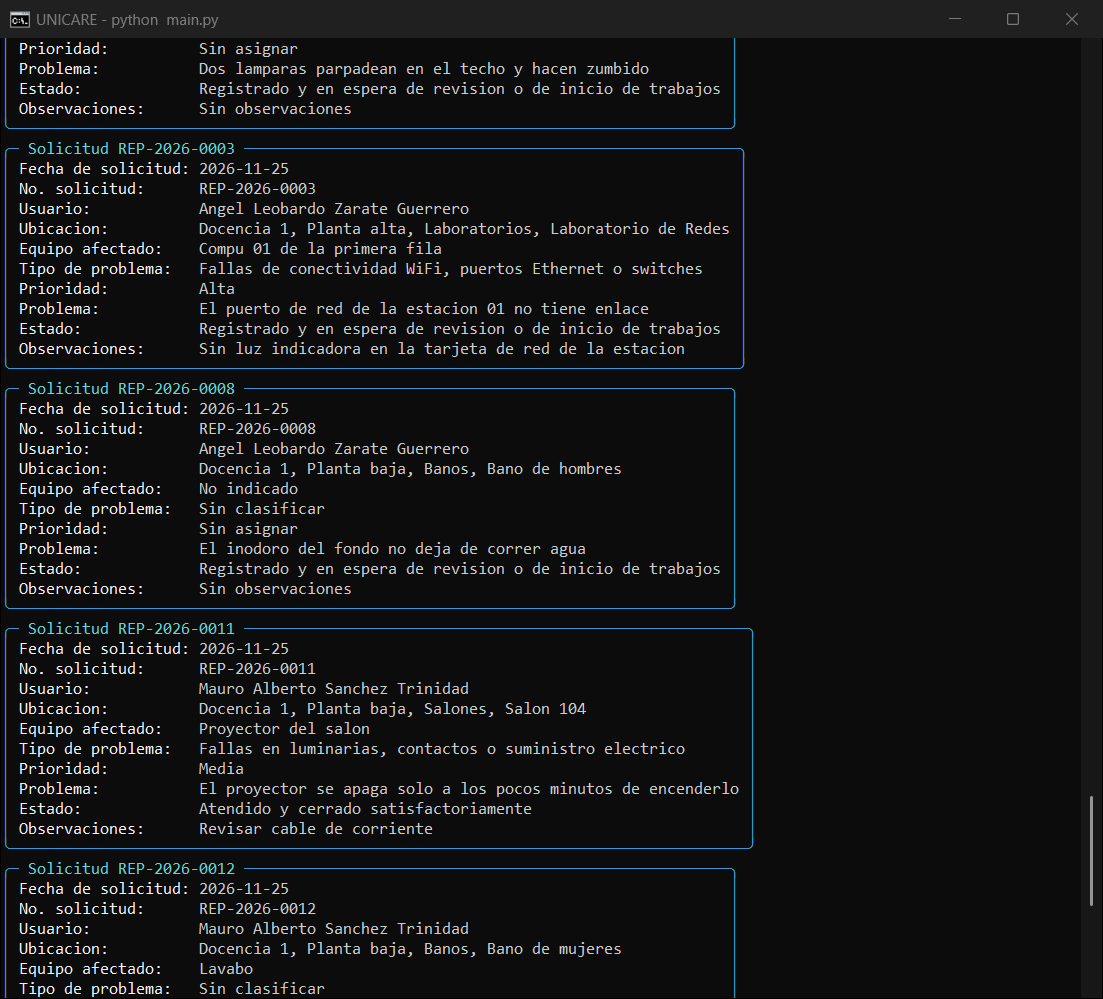 UNICARE - python  main.py
Prioridad: Sin asignar
Problema: Dos lamparas parpadean en el techo y hacen zumbido
Estado: Registrado y en espera de revision o de inicio de trabajos
Observaciones: Sin observaciones
Solicitud REP-2026-0003
Fecha de solicitud: 2026-11-25
No. solicitud: REP-2026-0003
Usuario: Angel Leobardo Zarate Guerrero
Ubicacion: Docencia 1, Planta alta, Laboratorios, Laboratorio de Redes
Equipo afectado: Compu 01 de la primera fila
Tipo de problema: Fallas de conectividad WiFi, puertos Ethernet o switches
Prioridad: Alta
Problema: El puerto de red de la estacion 01 no tiene enlace
Estado: Registrado y en espera de revision o de inicio de trabajos
Observaciones: Sin luz indicadora en la tarjeta de red de la estacion
Solicitud REP-2026-0008
Fecha de solicitud: 2026-11-25
No. solicitud: REP-2026-0008
Usuario: Angel Leobardo Zarate Guerrero
Ubicacion: Docencia 1, Planta baja, Banos, Bano de hombres
Equipo afectado: No indicado
Tipo de problema: Sin clasificar
Prioridad: Sin asignar
Problema: El inodoro del fondo no deja de correr agua
Estado: Registrado y en espera de revision o de inicio de trabajos
Observaciones: Sin observaciones
Solicitud REP-2026-0011
Fecha de solicitud: 2026-11-25
No. solicitud: REP-2026-0011
Usuario: Mauro Alberto Sanchez Trinidad
Ubicacion: Docencia 1, Planta baja, Salones, Salon 104
Equipo afectado: Proyector del salon
Tipo de problema: Fallas en luminarias, contactos o suministro electrico
Prioridad: Media
Problema: El proyector se apaga solo a los pocos minutos de encenderlo
Estado: Atendido y cerrado satisfactoriamente
Observaciones: Revisar cable de corriente
Solicitud REP-2026-0012
Fecha de solicitud: 2026-11-25
No. solicitud: REP-2026-0012
Usuario: Mauro Alberto Sanchez Trinidad
Ubicacion: Docencia 1, Planta baja, Banos, Bano de mujeres
Equipo afectado: Lavabo
Tipo de problema: Sin clasificar